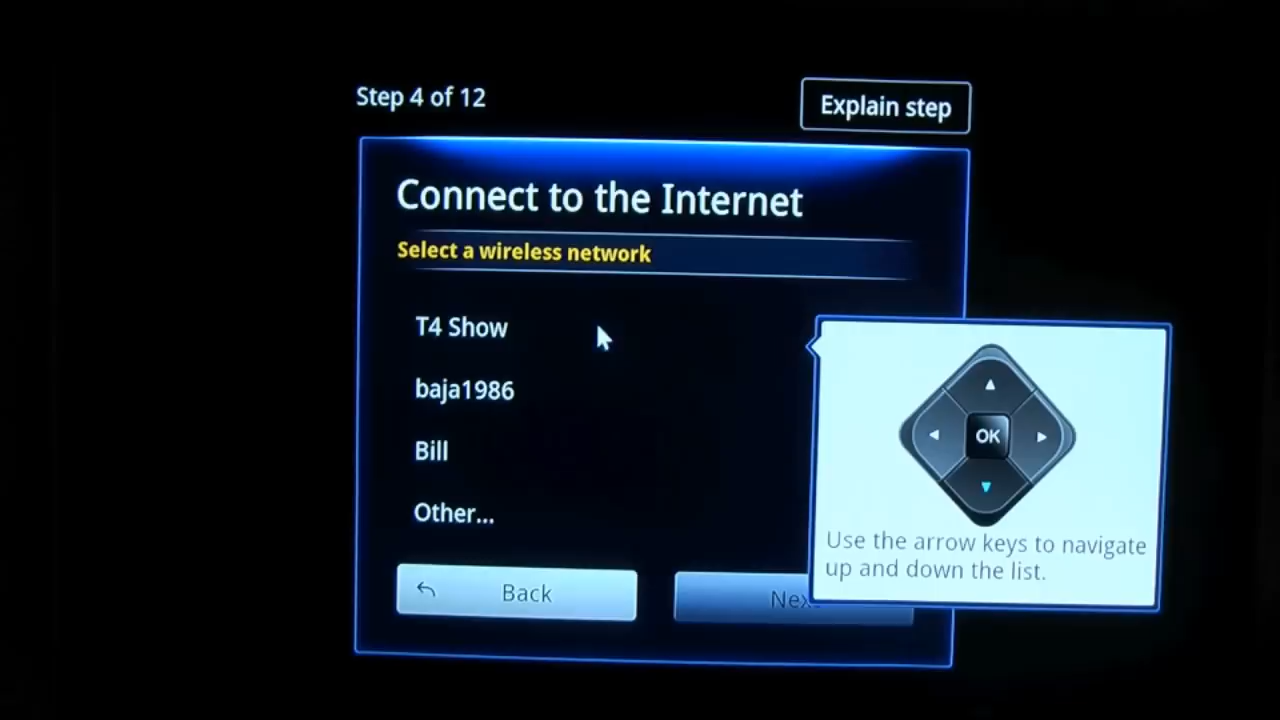 Step 4 of 12
Explain step
Connect to the Internet
Select a wireless network
T4 Show
baja1986
Bill
Other...
OK
Use the arrow keys to navigate
up and down the list.
Back